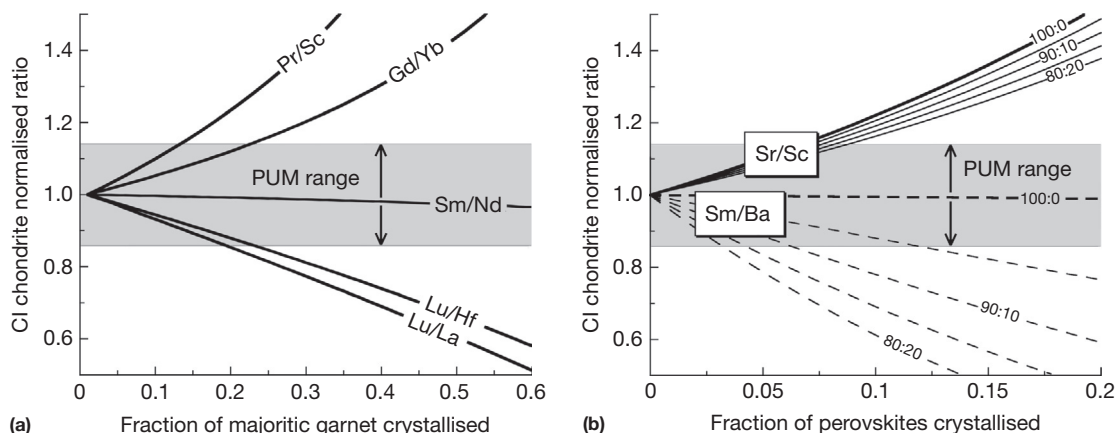 CI chondrite normalised ratio
1.4
1.2
1.0
0.8
0.6
Pr/Sc
Gd/Yb
PUM range
Sm/Nd
Lu/Hf
Lu/La
0
0.1
0.2
0.3
0.4
0.5
0.6
(a)
Fraction of majoritic garnet crystallised
CI chondrite normalised ratio
1.4
1.2
1.0
0.8
0.6
100:0
90:10
80:20
Sr/Sc
PUM range
Sm/Ba
100:0
90:10
80:20
0
0.05
0.1
0.15
0.2
(b)
Fraction of perovskites crystallised